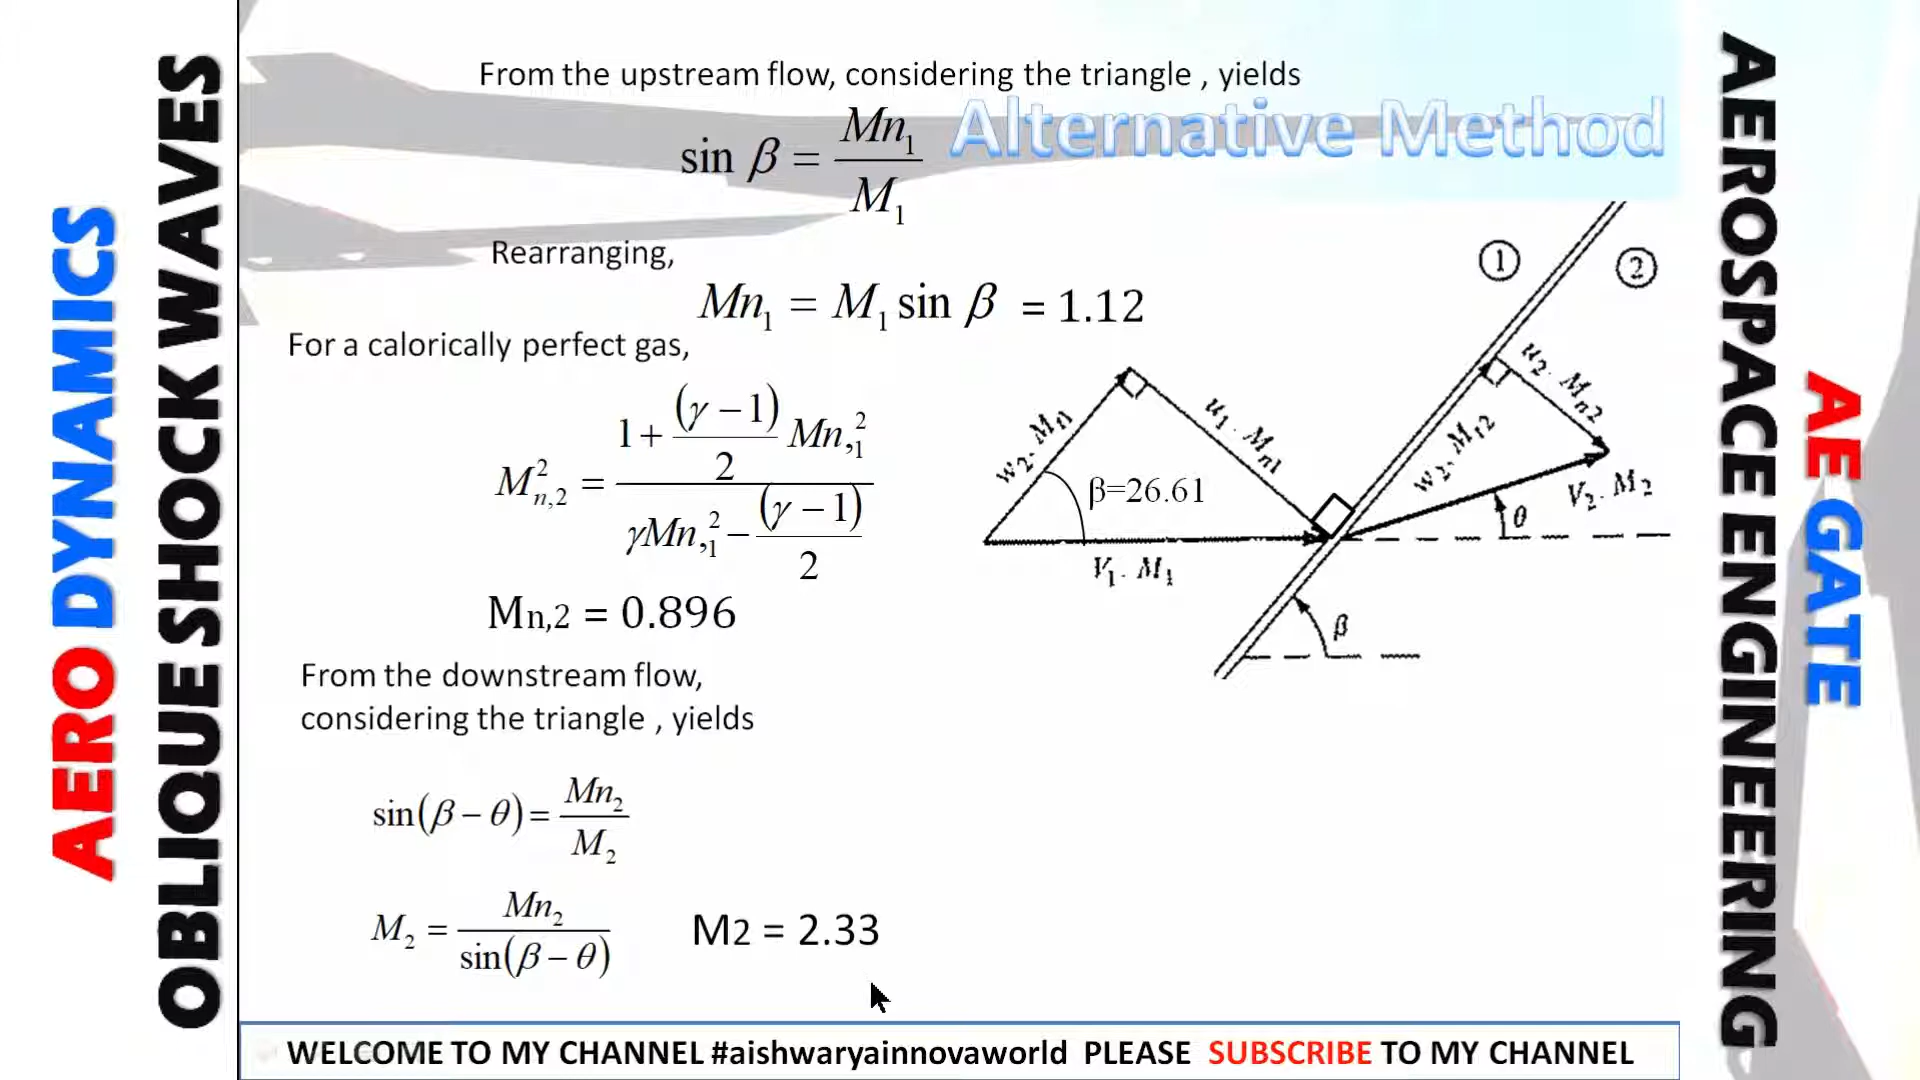 AERO DYNAMICS
OBLIQUE SHOCK WAVES
From the upstream flow, considering the triangle , yields
Alternative Method
sin β = Mn₁ / M₁
Rearranging,
Mn₁ = M₁ sin β = 1.12
For a calorically perfect gas,
M²n,2 = (1 + (γ − 1)/2 Mn,₁²) / (γMn,₁² − (γ − 1)/2)
Mn,2 = 0.896
From the downstream flow,
considering the triangle , yields
sin(β − θ) = Mn₂ / M₂
M₂ = Mn₂ / sin(β − θ)
M2 = 2.33
1
2
w2. Mt1
u1. Mn1
β=26.61
V1. M1
u2. Mn2
w2, Mt2
V2. M2
θ
β
AEROSPACE ENGINEERING
AE GATE
WELCOME TO MY CHANNEL #aishwaryainnovaworld PLEASE SUBSCRIBE TO MY CHANNEL